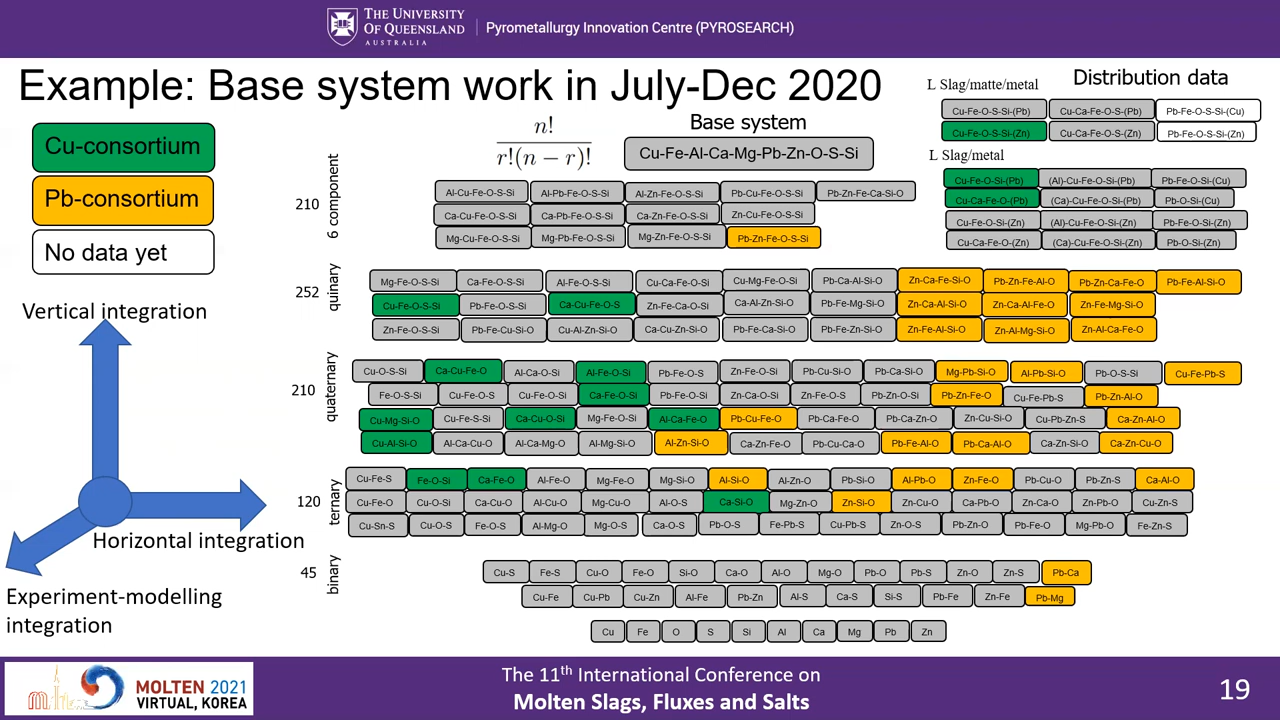 THE UNIVERSITY
OF QUEENSLAND
AUSTRALIA
Pyrometallurgy Innovation Centre (PYROSEARCH)
Example: Base system work in July-Dec 2020
Cu-consortium
Pb-consortium
No data yet
n!
r!(n − r)!
Base system
Cu-Fe-Al-Ca-Mg-Pb-Zn-O-S-Si
Distribution data
L Slag/matte/metal
Cu-Fe-O-S-Si-(Pb) Cu-Ca-Fe-O-S-(Pb) Pb-Fe-O-S-Si-(Cu)
Cu-Fe-O-S-Si-(Zn) Cu-Ca-Fe-O-S-(Zn) Pb-Fe-O-S-Si-(Zn)
L Slag/metal
Cu-Fe-O-Si-(Pb) (Al)-Cu-Fe-O-Si-(Pb) Pb-Fe-O-Si-(Cu)
Cu-Ca-Fe-O-(Pb) (Ca)-Cu-Fe-O-Si-(Pb) Pb-O-Si-(Cu)
Cu-Fe-O-Si-(Zn) (Al)-Cu-Fe-O-Si-(Zn) Pb-Fe-O-Si-(Zn)
Cu-Ca-Fe-O-(Zn) (Ca)-Cu-Fe-O-Si-(Zn) Pb-O-Si-(Zn)
210
6 component
Al-Cu-Fe-O-S-Si Al-Pb-Fe-O-S-Si Al-Zn-Fe-O-S-Si Pb-Cu-Fe-O-S-Si Pb-Zn-Fe-Ca-Si-O
Ca-Cu-Fe-O-S-Si Ca-Pb-Fe-O-S-Si Ca-Zn-Fe-O-S-Si Zn-Cu-Fe-O-S-Si
Mg-Cu-Fe-O-S-Si Mg-Pb-Fe-O-S-Si Mg-Zn-Fe-O-S-Si Pb-Zn-Fe-O-S-Si
252
quinary
Mg-Fe-O-S-Si Ca-Fe-O-S-Si Al-Fe-O-S-Si Cu-Ca-Fe-O-Si Cu-Mg-Fe-O-Si Pb-Ca-Al-Si-O Zn-Ca-Fe-Si-O Pb-Zn-Fe-Al-O Pb-Zn-Ca-Fe-O Pb-Fe-Al-Si-O
Cu-Fe-O-S-Si Pb-Fe-O-S-Si Ca-Cu-Fe-O-S Zn-Fe-Ca-O-Si Ca-Al-Zn-Si-O Pb-Fe-Mg-Si-O Zn-Ca-Al-Si-O Zn-Ca-Al-Fe-O Zn-Fe-Mg-Si-O
Zn-Fe-O-S-Si Pb-Fe-Cu-Si-O Cu-Al-Zn-Si-O Ca-Cu-Zn-Si-O Pb-Fe-Ca-Si-O Pb-Fe-Zn-Si-O Zn-Fe-Al-Si-O Zn-Al-Mg-Si-O Zn-Al-Ca-Fe-O
210
quaternary
Cu-O-S-Si Ca-Cu-Fe-O Al-Ca-O-Si Al-Fe-O-Si Pb-Fe-O-S Zn-Fe-O-Si Pb-Cu-Si-O Pb-Ca-Si-O Mg-Pb-Si-O Al-Pb-Si-O Pb-O-S-Si Cu-Fe-Pb-S
Fe-O-S-Si Cu-Fe-O-S Cu-Fe-O-Si Ca-Fe-O-Si Pb-Fe-O-Si Zn-Ca-O-Si Zn-Fe-O-S Pb-Zn-O-Si Pb-Zn-Fe-O Cu-Fe-Pb-S Pb-Zn-Al-O
Cu-Mg-Si-O Cu-Fe-S-Si Ca-Cu-O-Si Mg-Fe-O-Si Al-Ca-Fe-O Pb-Cu-Fe-O Pb-Ca-Fe-O Pb-Ca-Zn-O Zn-Cu-Si-O Cu-Pb-Zn-S Ca-Zn-Al-O
Cu-Al-Si-O Al-Ca-Cu-O Al-Ca-Mg-O Al-Mg-Si-O Al-Zn-Si-O Ca-Zn-Fe-O Pb-Cu-Ca-O Pb-Fe-Al-O Pb-Ca-Al-O Ca-Zn-Si-O Ca-Zn-Cu-O
120
ternary
Cu-Fe-S Fe-O-Si Ca-Fe-O Al-Fe-O Mg-Fe-O Mg-Si-O Al-Si-O Al-Zn-O Pb-Si-O Al-Pb-O Zn-Fe-O Pb-Cu-O Pb-Zn-S Ca-Al-O
Cu-Fe-O Cu-O-Si Ca-Cu-O Al-Cu-O Mg-Cu-O Al-O-S Ca-Si-O Mg-Zn-O Zn-Si-O Zn-Cu-O Ca-Pb-O Zn-Ca-O Zn-Pb-O Cu-Zn-S
Cu-Sn-S Cu-O-S Fe-O-S Al-Mg-O Mg-O-S Ca-O-S Pb-O-S Fe-Pb-S Cu-Pb-S Zn-O-S Pb-Zn-O Pb-Fe-O Mg-Pb-O Fe-Zn-S
45
binary
Cu-S Fe-S Cu-O Fe-O Si-O Ca-O Al-O Mg-O Pb-O Pb-S Zn-O Zn-S Pb-Ca
Cu-Fe Cu-Pb Cu-Zn Al-Fe Pb-Zn Al-S Ca-S Si-S Pb-Fe Zn-Fe Pb-Mg
Cu Fe O S Si Al Ca Mg Pb Zn
Vertical integration
Horizontal integration
Experiment-modelling
integration
MOLTEN 2021
VIRTUAL, KOREA
The 11th International Conference on
Molten Slags, Fluxes and Salts
19